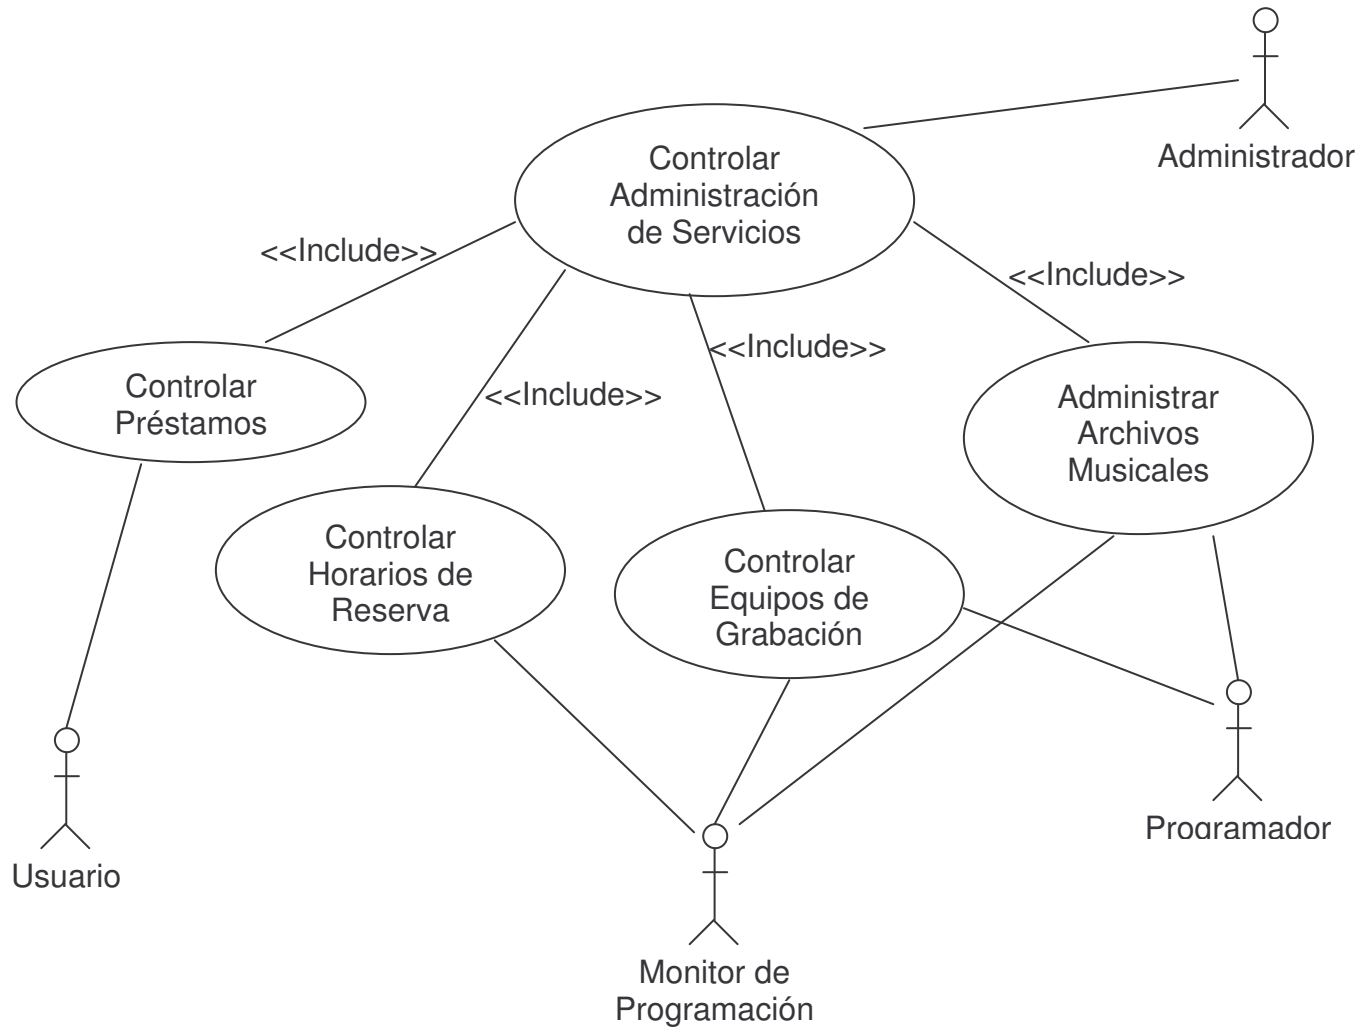 Administrador
Controlar
Administración
de Servicios
<<Include>>
<<Include>>
<<Include>>
<<Include>>
Controlar
Préstamos
Administrar
Archivos
Musicales
Controlar
Horarios de
Reserva
Controlar
Equipos de
Grabación
Programador
Usuario
Monitor de
Programación